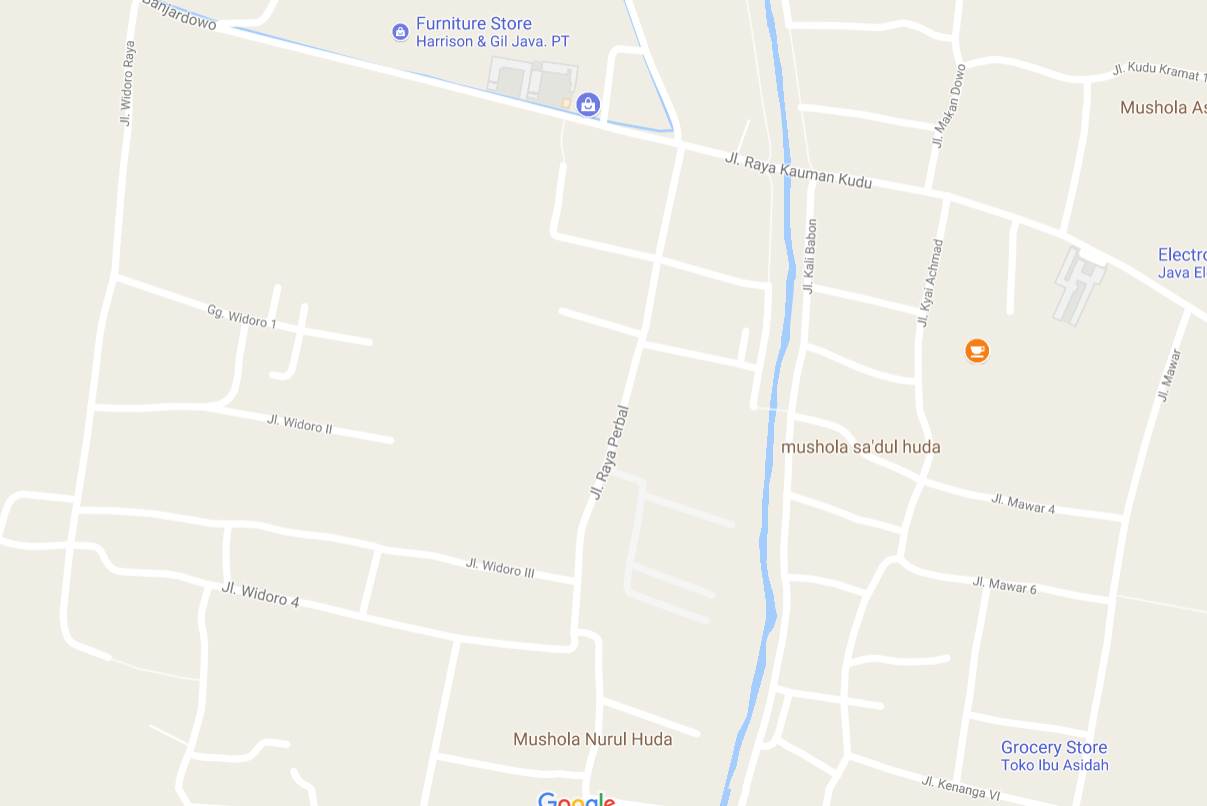 Banjardowo
Furniture Store
Harrison & Gil Java. PT
Jl. Widoro Raya
Jl. Makan Dowo
Jl. Kudu Kramat 1
Mushola As
Jl. Raya Kauman Kudu
Jl. Kali Babon
Jl. Kyai Achmad
Electro
Java El
Gg. Widoro 1
Jl. Mawar
Jl. Widoro II
Jl. Raya Perbal
mushola sa'dul huda
Jl. Mawar 4
Jl. Widoro III
Jl. Widoro 4
Jl. Mawar 6
Mushola Nurul Huda
Grocery Store
Toko Ibu Asidah
Jl. Kenanga VI
Google